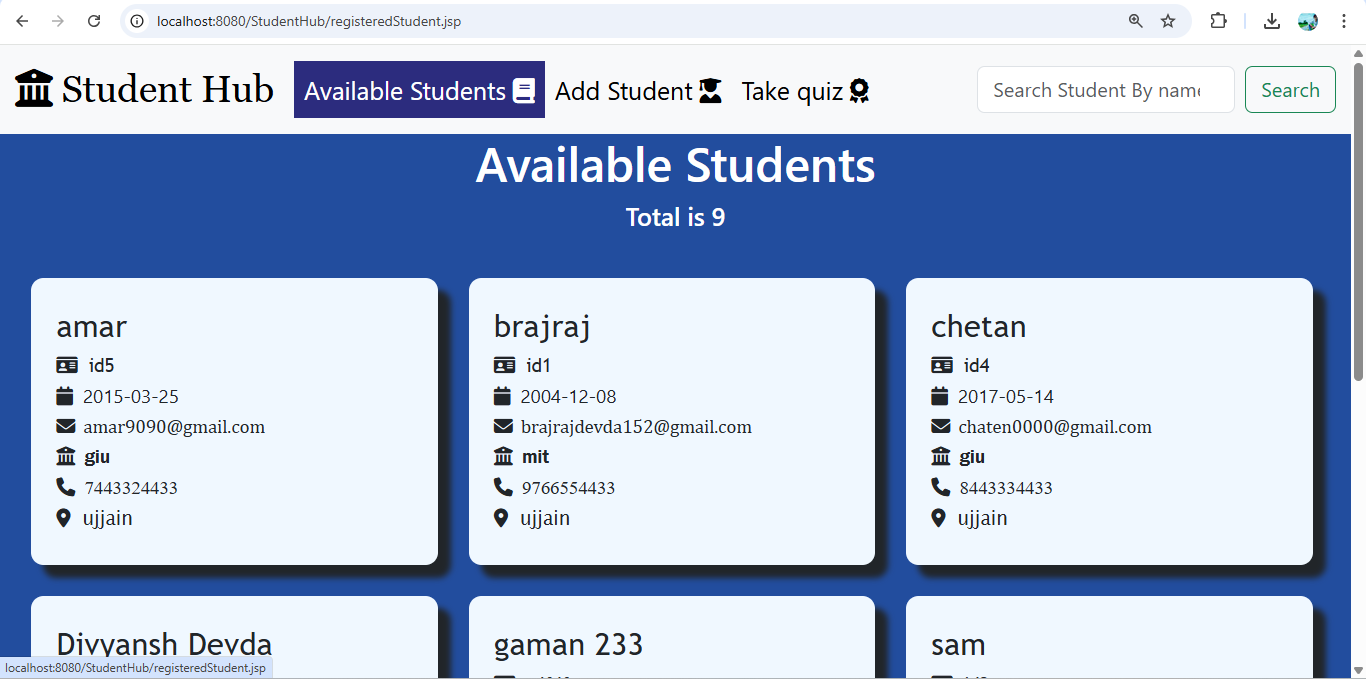 localhost:8080/StudentHub/registeredStudent.jsp
Student Hub Available Students Add Student Take quiz Search Student By name Search
Available Students
Total is 9
amar
id5
2015-03-25
amar9090@gmail.com
giu
7443324433
ujjain
brajraj
id1
2004-12-08
brajrajdevda152@gmail.com
mit
9766554433
ujjain
chetan
id4
2017-05-14
chaten0000@gmail.com
giu
8443334433
ujjain
Divyansh Devda
gaman 233
sam
localhost:8080/StudentHub/registeredStudent.jsp